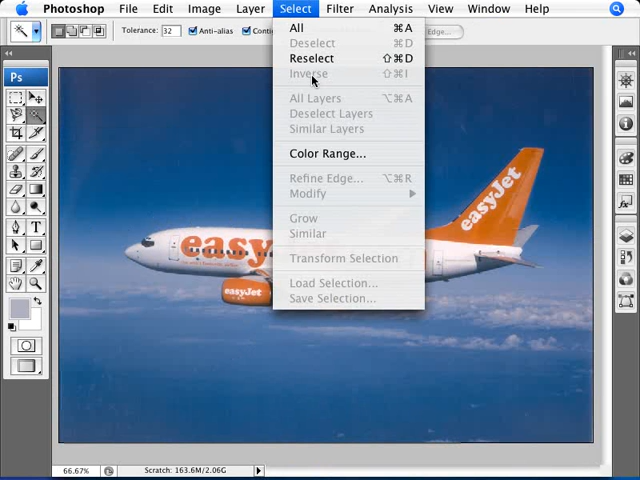 Photoshop File Edit Image Layer Select Filter Analysis View Window Help
Tolerance: 32 Anti-alias Edge...
All ⌘A
Deselect ⌘D
Reselect ⇧⌘D
Inverse ⇧⌘I
All Layers ⌥⌘A
Deselect Layers
Similar Layers
Color Range...
Refine Edge... ⌥⌘R
Modify
Grow
Similar
Transform Selection
Load Selection...
Save Selection...
Ps
T
easyJet
easy
easyJet
66.67% Scratch: 163.6M/2.06G